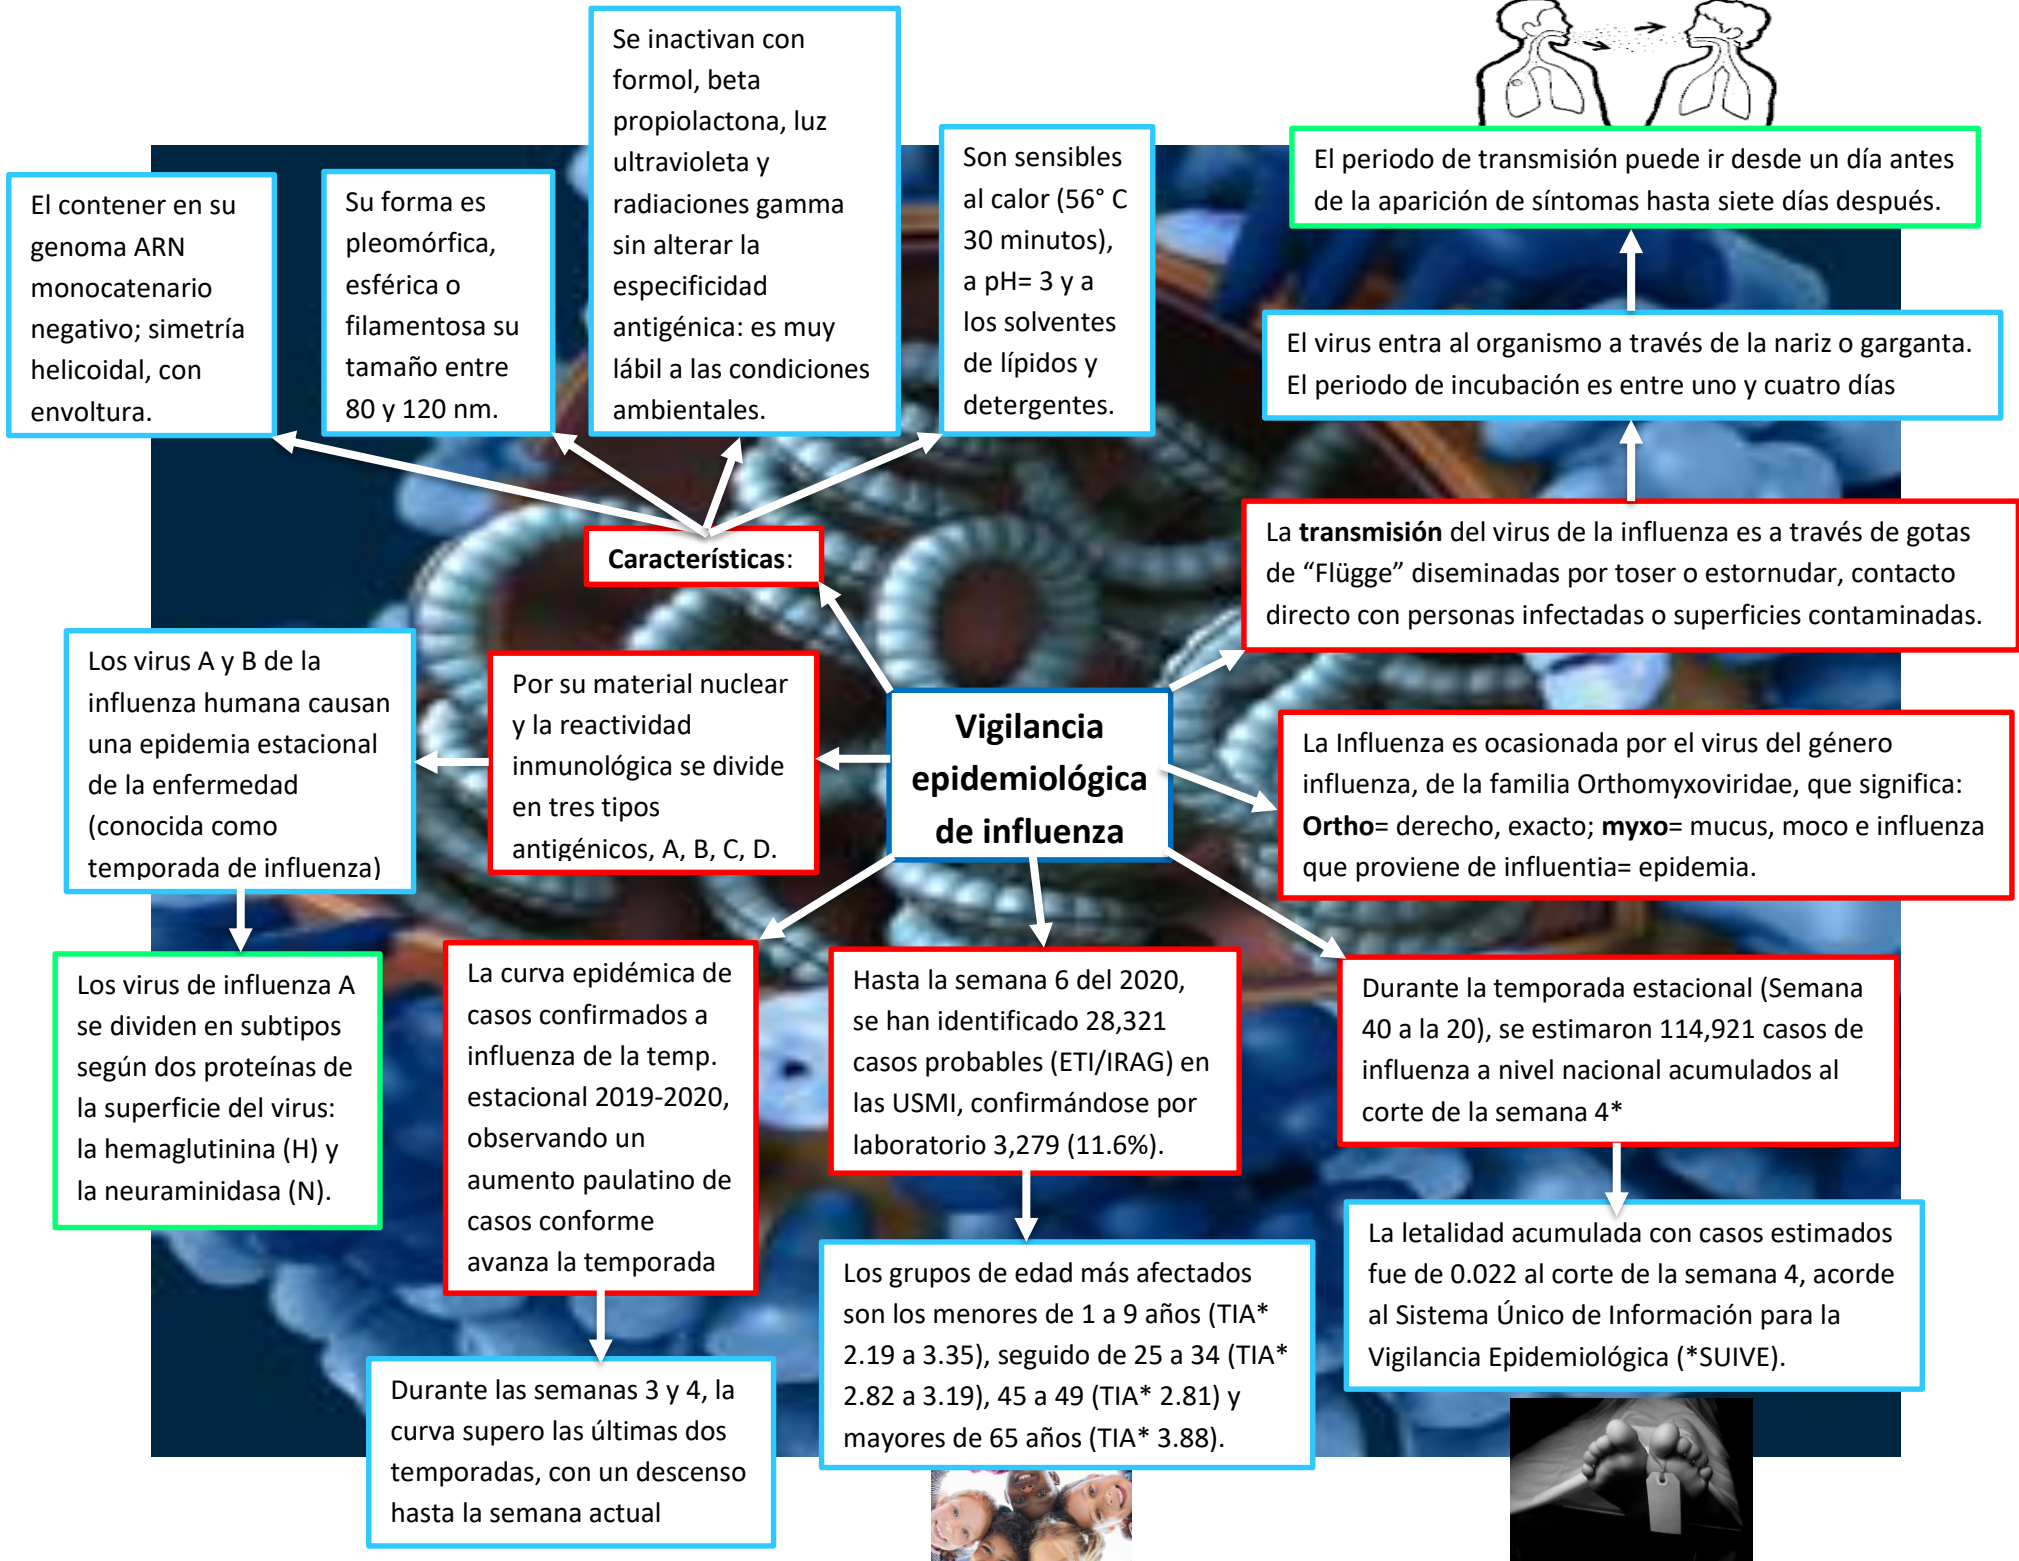 Se inactivan con
formol, beta
propiolactona, luz
ultravioleta y
radiaciones gamma
sin alterar la
especificidad
antigénica: es muy
lábil a las condiciones
ambientales.
Son sensibles
al calor (56° C
30 minutos),
a pH= 3 y a
los solventes
de lípidos y
detergentes.
El periodo de transmisión puede ir desde un día antes
de la aparición de síntomas hasta siete días después.
El contener en su
genoma ARN
monocatenario
negativo; simetría
helicoidal, con
envoltura.
Su forma es
pleomórfica,
esférica o
filamentosa su
tamaño entre
80 y 120 nm.
El virus entra al organismo a través de la nariz o garganta.
El periodo de incubación es entre uno y cuatro días
Características:
La transmisión del virus de la influenza es a través de gotas
de “Flügge” diseminadas por toser o estornudar, contacto
directo con personas infectadas o superficies contaminadas.
Los virus A y B de la
influenza humana causan
una epidemia estacional
de la enfermedad
(conocida como
temporada de influenza)
Por su material nuclear
y la reactividad
inmunológica se divide
en tres tipos
antigénicos, A, B, C, D.
Vigilancia
epidemiológica
de influenza
La Influenza es ocasionada por el virus del género
influenza, de la familia Orthomyxoviridae, que significa:
Ortho= derecho, exacto; myxo= mucus, moco e influenza
que proviene de influentia= epidemia.
Los virus de influenza A
se dividen en subtipos
según dos proteínas de
la superficie del virus:
la hemaglutinina (H) y
la neuraminidasa (N).
La curva epidémica de
casos confirmados a
influenza de la temp.
estacional 2019-2020,
observando un
aumento paulatino de
casos conforme
avanza la temporada
Hasta la semana 6 del 2020,
se han identificado 28,321
casos probables (ETI/IRAG) en
las USMI, confirmándose por
laboratorio 3,279 (11.6%).
Durante la temporada estacional (Semana
40 a la 20), se estimaron 114,921 casos de
influenza a nivel nacional acumulados al
corte de la semana 4*
Durante las semanas 3 y 4, la
curva supero las últimas dos
temporadas, con un descenso
hasta la semana actual
Los grupos de edad más afectados
son los menores de 1 a 9 años (TIA*
2.19 a 3.35), seguido de 25 a 34 (TIA*
2.82 a 3.19), 45 a 49 (TIA* 2.81) y
mayores de 65 años (TIA* 3.88).
La letalidad acumulada con casos estimados
fue de 0.022 al corte de la semana 4, acorde
al Sistema Único de Información para la
Vigilancia Epidemiológica (*SUIVE).